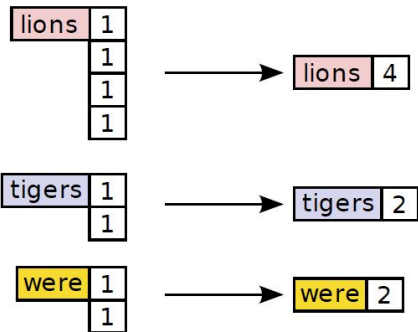 lions 1
1
lions 4
1
1
tigers 1
tigers 2
1
were 1
were 2
1